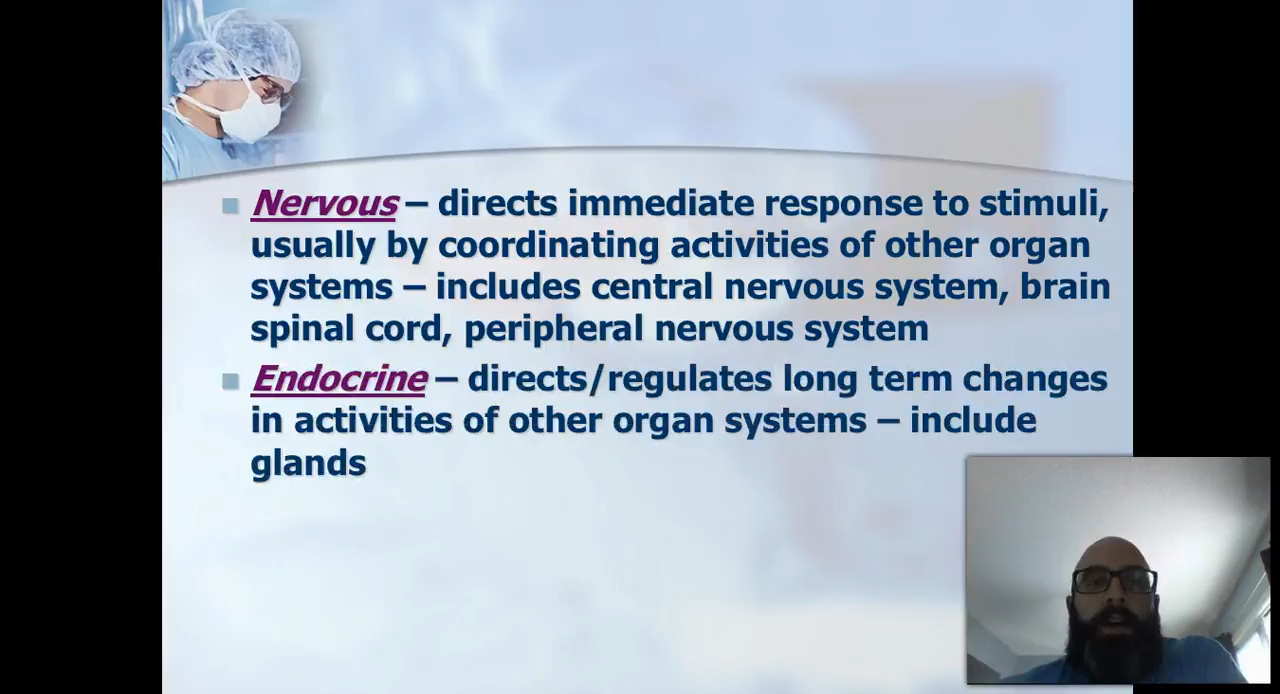 Nervous – directs immediate response to stimuli,
usually by coordinating activities of other organ
systems – includes central nervous system, brain
spinal cord, peripheral nervous system
Endocrine – directs/regulates long term changes
in activities of other organ systems – include
glands